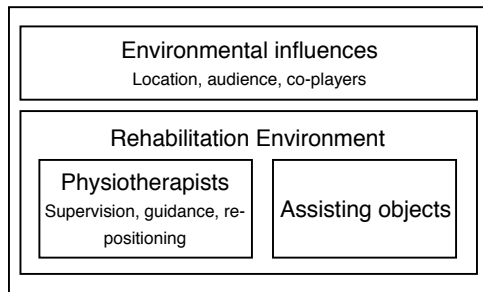 Environmental influences
Location, audience, co-players
Rehabilitation Environment
Physiotherapists
Supervision, guidance, re-
positioning
Assisting objects